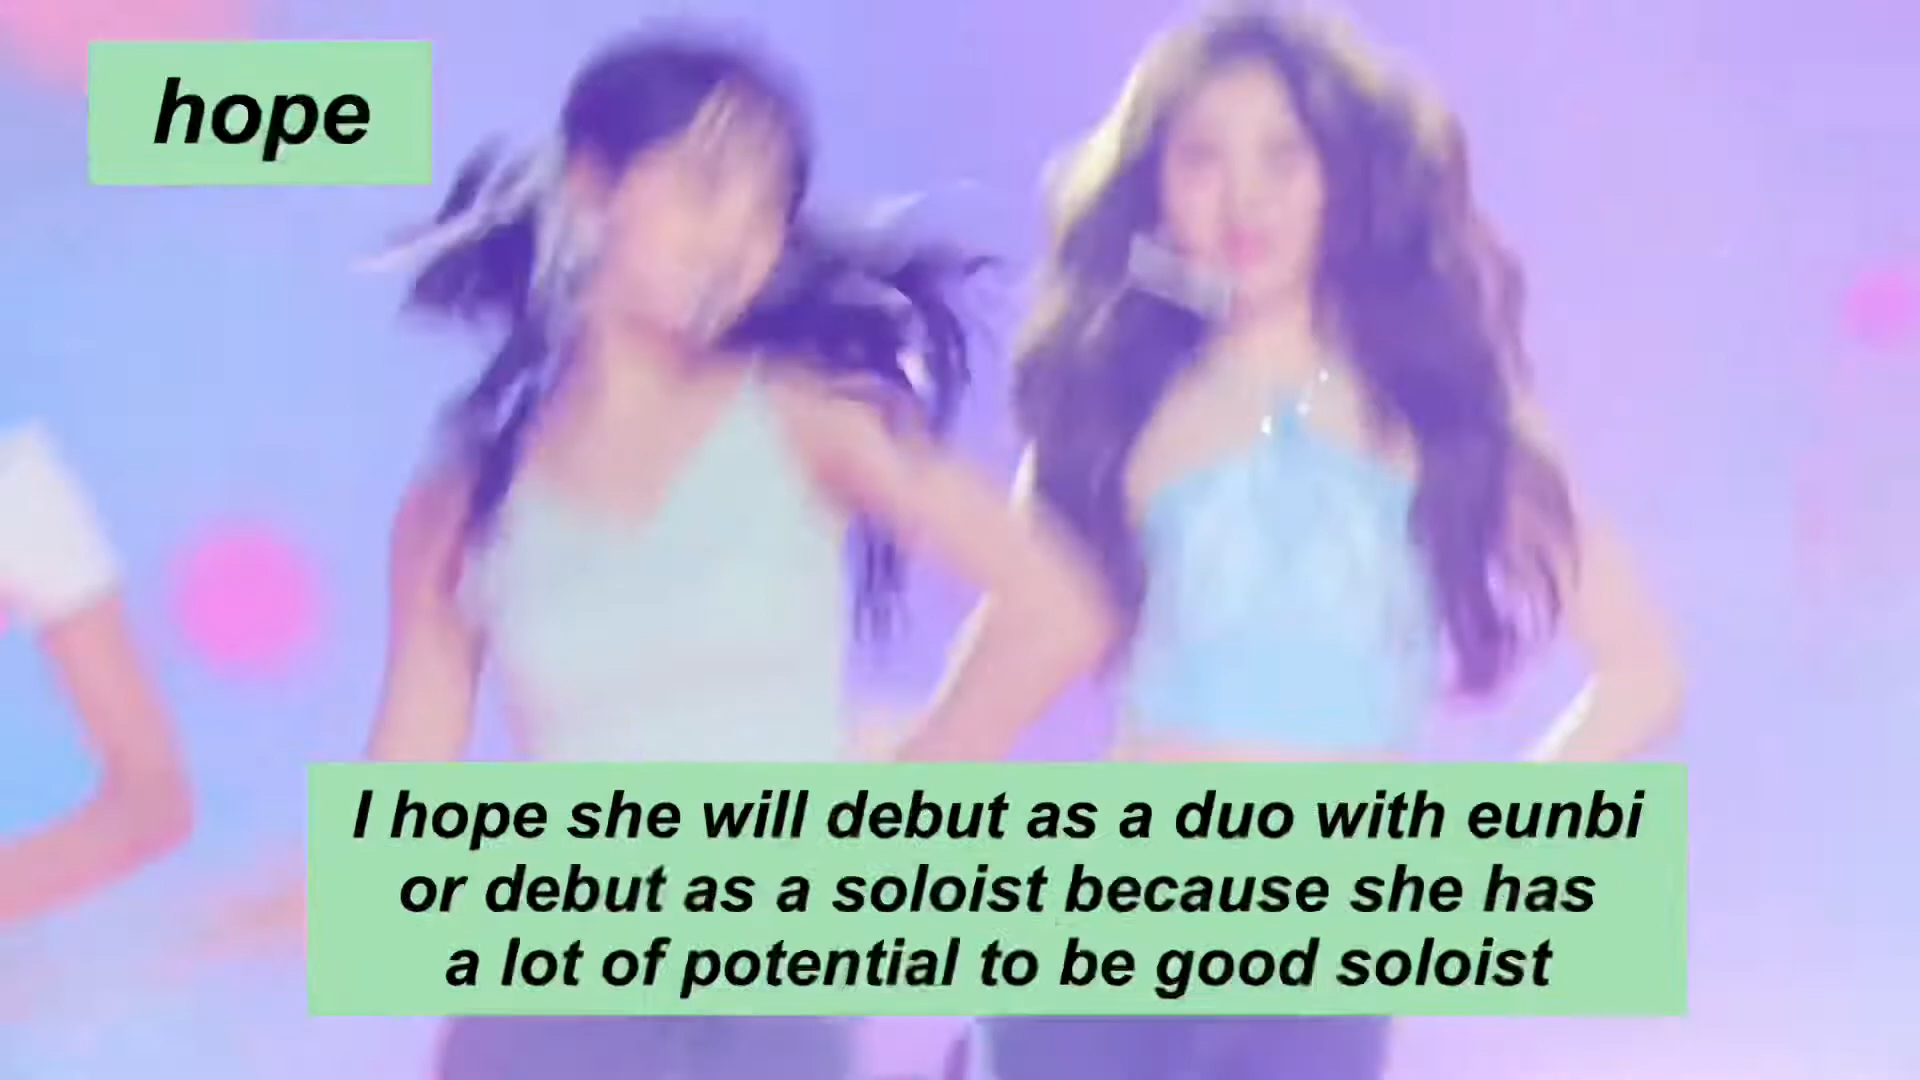 hope
I hope she will debut as a duo with eunbi
or debut as a soloist because she has
a lot of potential to be good soloist